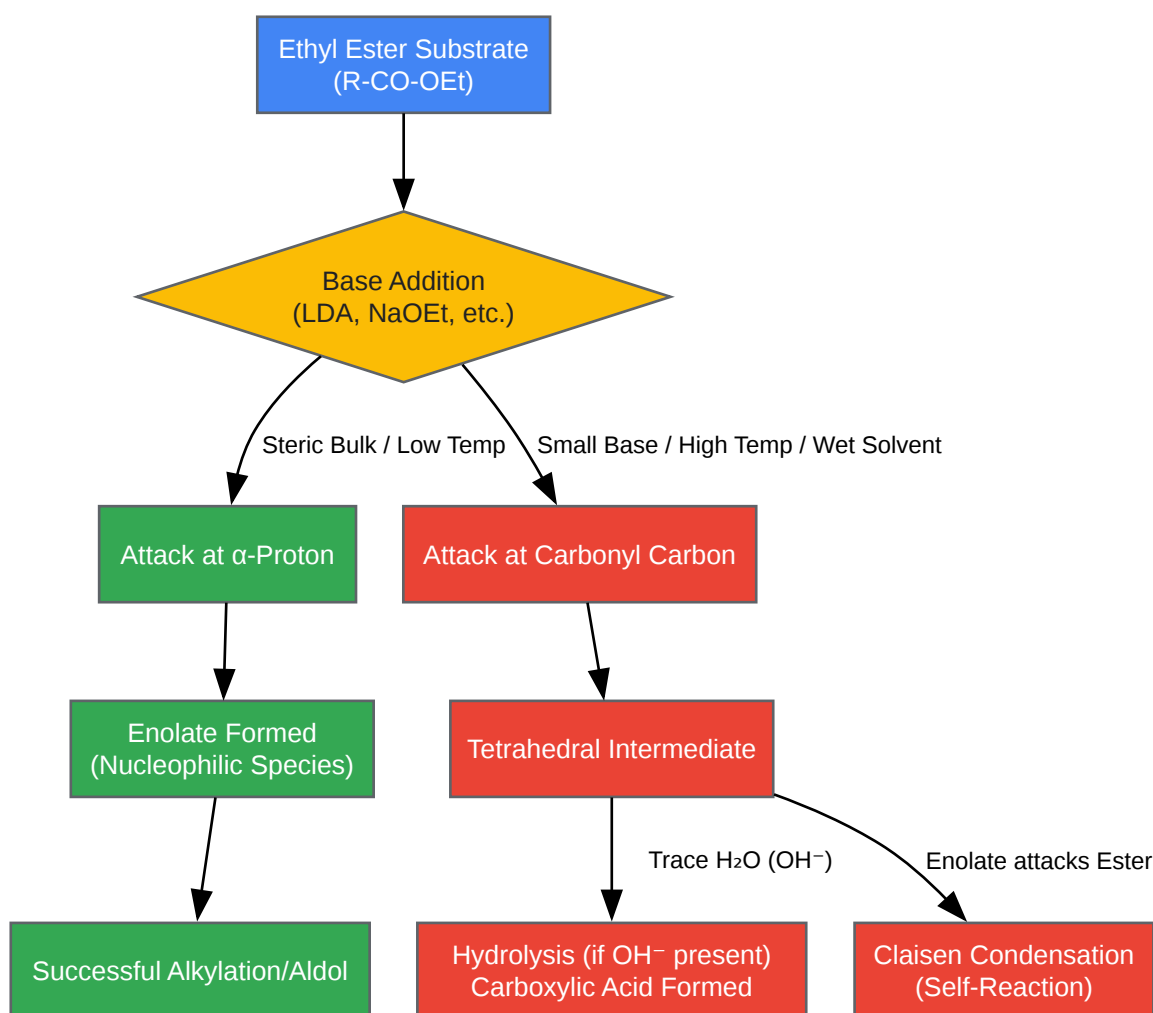 Ethyl Ester Substrate
(R-CO-OEt)
Base Addition
(LDA, NaOEt, etc.)
Steric Bulk / Low Temp
Small Base / High Temp / Wet Solvent
Attack at α-Proton
Attack at Carbonyl Carbon
Enolate Formed
(Nucleophilic Species)
Tetrahedral Intermediate
Trace H₂O (OH⁻)
Enolate attacks Ester
Successful Alkylation/Aldol
Hydrolysis (if OH⁻ present)
Carboxylic Acid Formed
Claisen Condensation
(Self-Reaction)